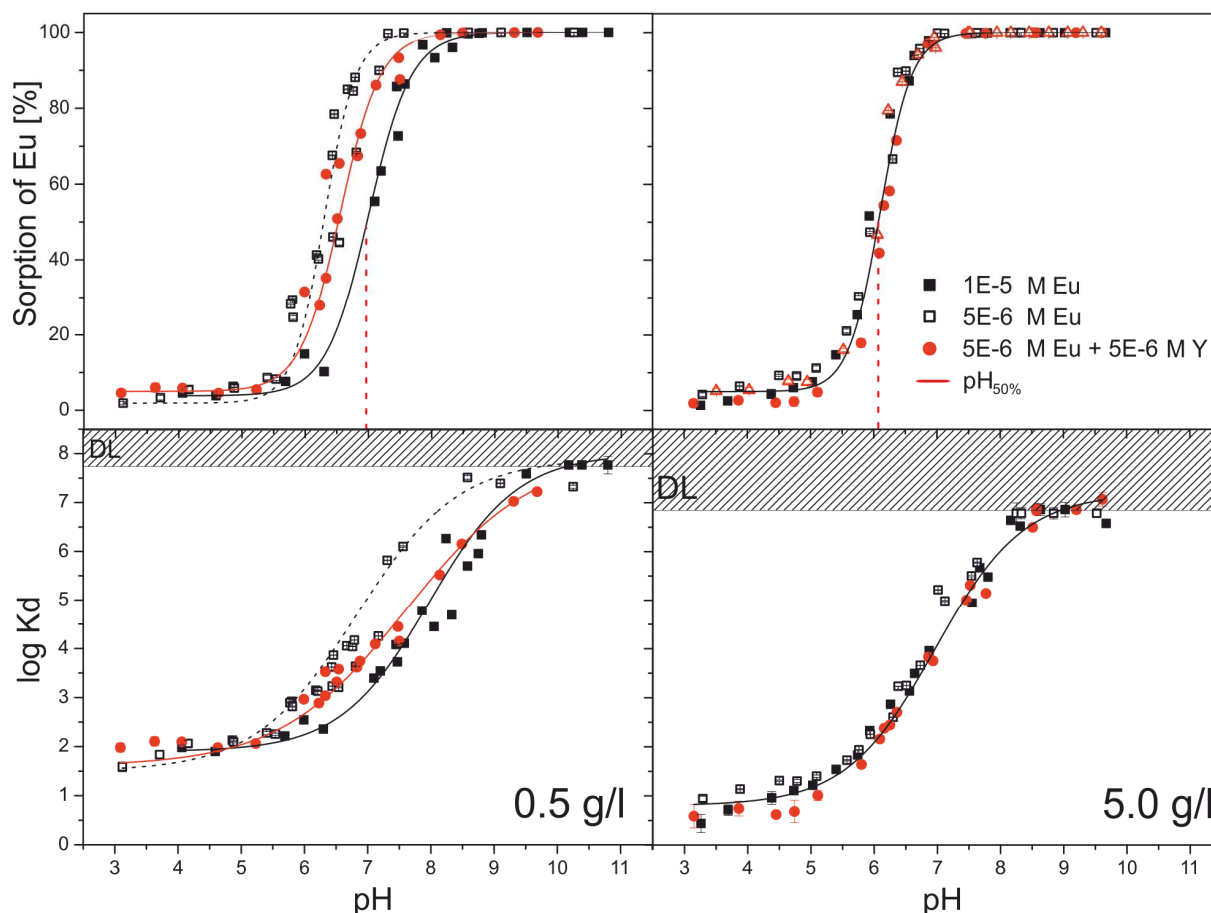 Sorption of Eu [%]
100
80
60
40
20
0
1E-5 M Eu
5E-6 M Eu
5E-6 M Eu + 5E-6 M Y
pH50%
log Kd
8
7
6
5
4
3
2
1
0
DL
DL
0.5 g/l
5.0 g/l
3 4 5 6 7 8 9 10 11
3 4 5 6 7 8 9 10 11
pH
pH